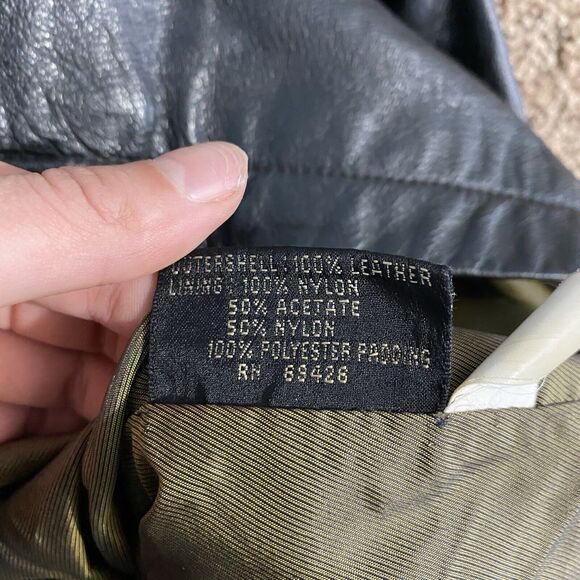 OUTERSHELL: 100% LEATHER
LINING: 100% NYLON
50% ACETATE
50% NYLON
100% POLYESTER PADDING
RN 69426